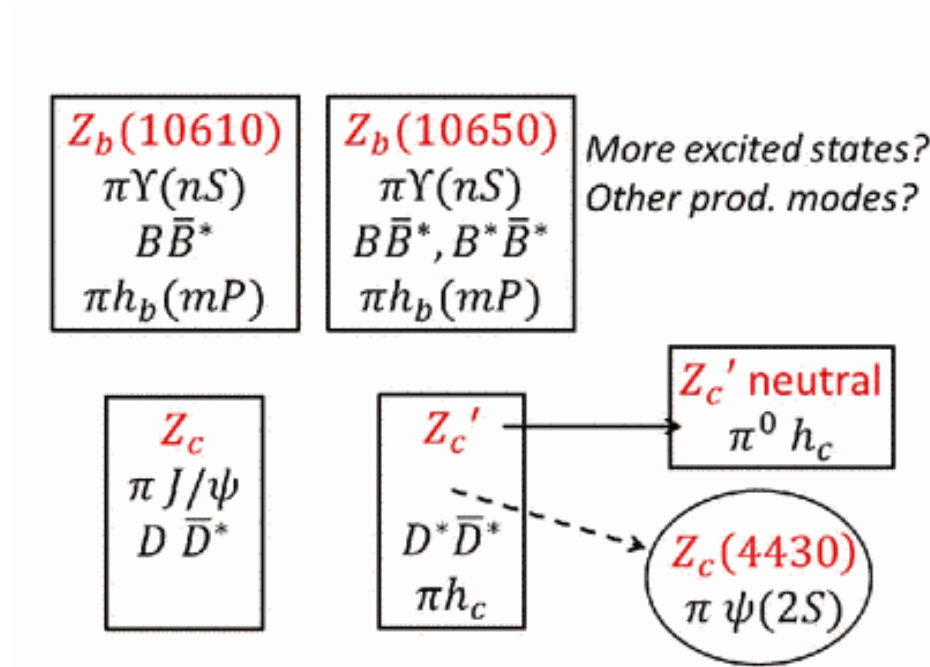 Z_b(10610)
πΥ(nS)
BB̄*
πh_b(mP)
Z_b(10650)
πΥ(nS)
BB̄*, B*B̄*
πh_b(mP)
More excited states?
Other prod. modes?
Z_c
π J/ψ
D D̄*
Z_c′
D*D̄*
πh_c
Z_c′ neutral
π⁰ h_c
Z_c(4430)
π ψ(2S)